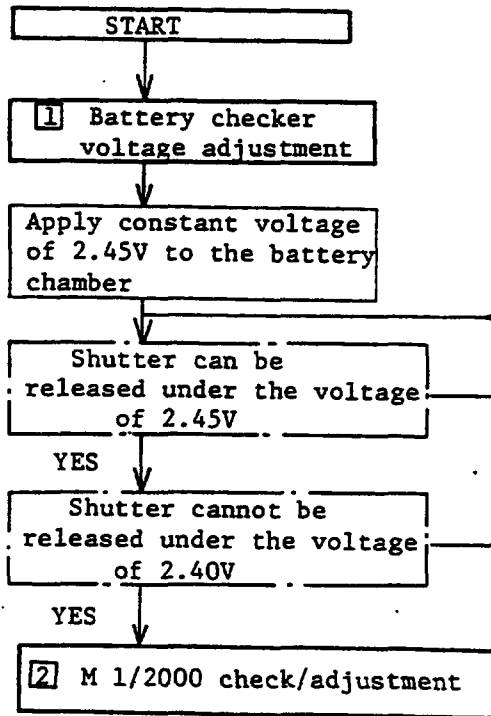 START
1 Battery checker
voltage adjustment
Apply constant voltage
of 2.45V to the battery
chamber
Shutter can be
released under the voltage
of 2.45V
YES
Shutter cannot be
released under the voltage
of 2.40V
YES
2 M 1/2000 check/adjustment